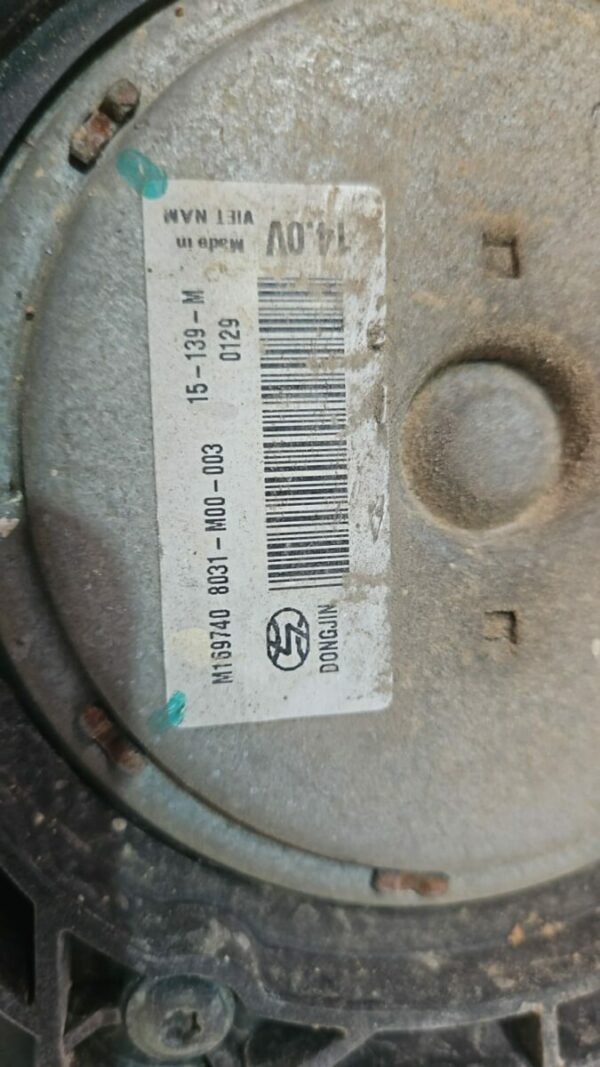 M169740 8031-M00-003 15-139-M
0129
DONGJIN
Made in
VIET NAM
14.0V